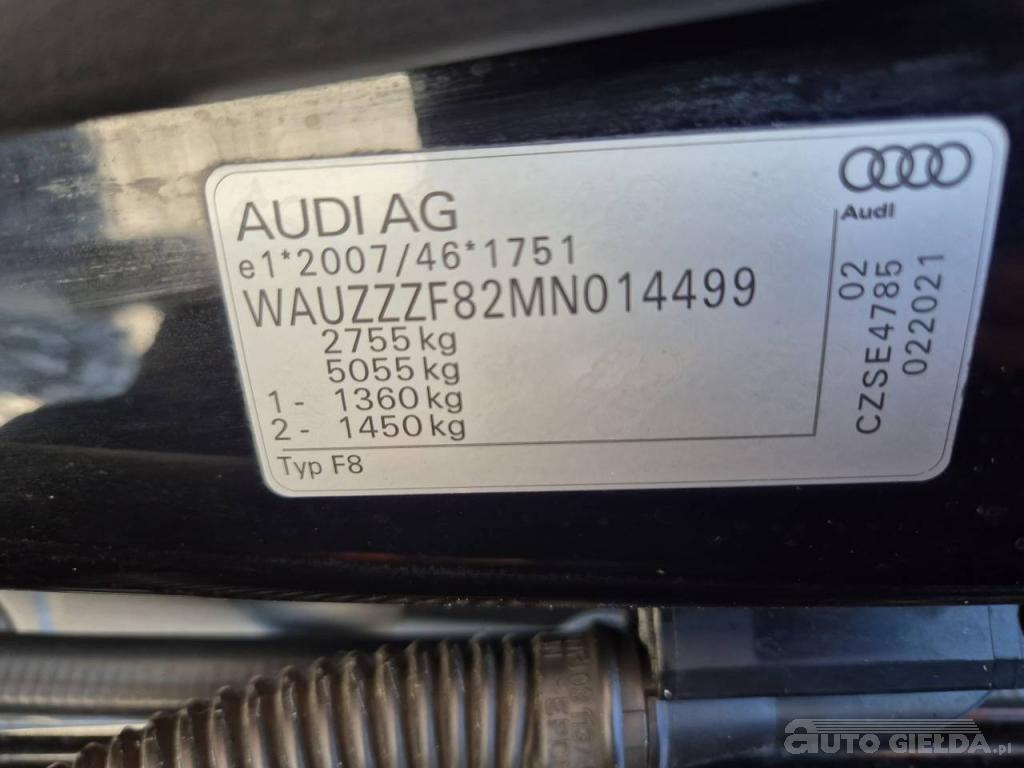 AUDI AG
e1*2007/46*1751
WAUZZZF82MN014499
2755 kg
5055 kg
1 - 1360 kg
2 - 1450 kg
Typ F8
Audi
02
CZSE4785
022021
AUTO GIEŁDA.pl